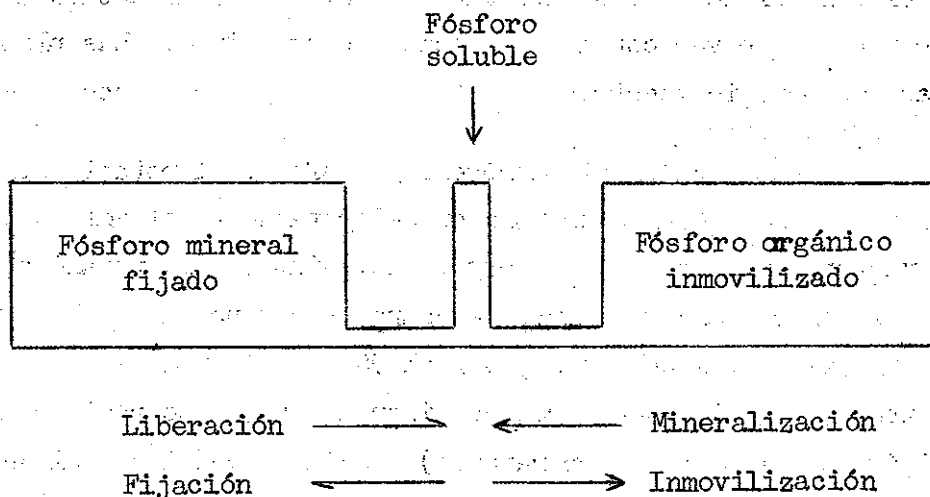 Fósforo
soluble
Fósforo mineral
fijado
Fósforo orgánico
inmovilizado
Liberación
Mineralización
Fijación
Inmovilización